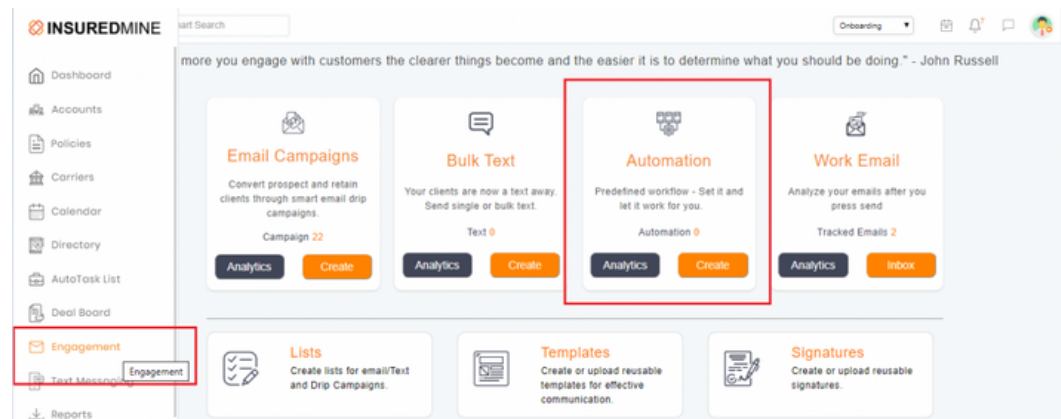 INSUREDMINE
art Search
Onboarding
7
Dashboard
Accounts
Policies
Carriers
Calendar
Directory
AutoTask List
Deal Board
Engagement
Engagement
Text Messaging
Reports
more you engage with customers the clearer things become and the easier it is to determine what you should be doing." - John Russell
Email Campaigns
Convert prospect and retain
clients through smart email drip
campaigns.
Campaign 22
Analytics
Create
Bulk Text
Your clients are now a text away.
Send single or bulk text.
Text 0
Analytics
Create
Automation
Predefined workflow - Set it and
let it work for you.
Automation 0
Analytics
Create
Work Email
Analyze your emails after you
press send
Tracked Emails 2
Analytics
Inbox
Lists
Create lists for email/Text
and Drip Campaigns.
Templates
Create or upload reusable
templates for effective
communication.
Signatures
Create or upload reusable
signatures.